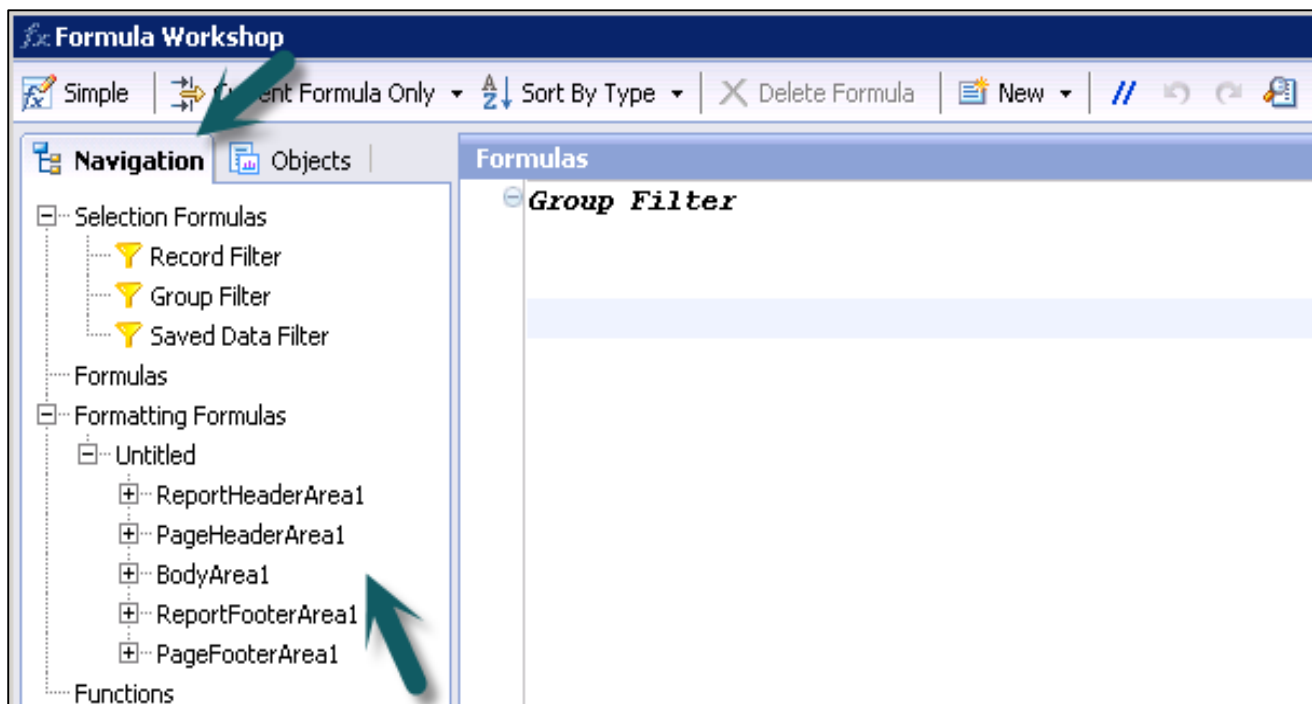 Formula Workshop
Simple Formula Only Sort By Type Delete Formula New //
Navigation Objects
Formulas
Group Filter
Selection Formulas
Record Filter
Group Filter
Saved Data Filter
Formulas
Formatting Formulas
Untitled
ReportHeaderArea1
PageHeaderArea1
BodyArea1
ReportFooterArea1
PageFooterArea1
Functions